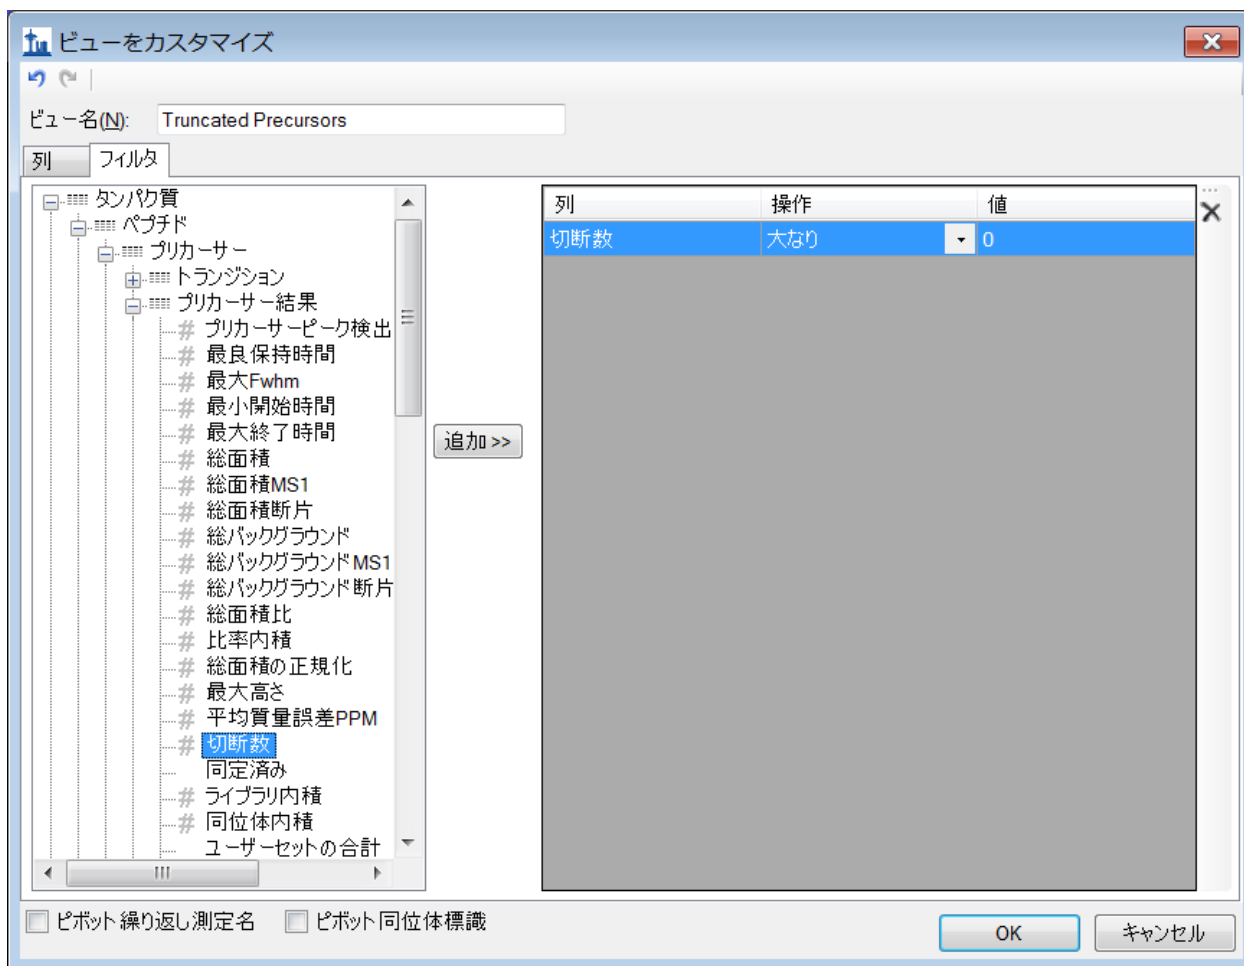 ビューをカスタマイズ
ビュー名(N): Truncated Precursors
列 フィルタ
タンパク質
ペプチド
プリカーサー
トランジション
プリカーサー結果
プリカーサーピーク検出
最良保持時間
最大Fwhm
最小開始時間
最大終了時間
総面積
総面積MS1
総面積断片
総バックグラウンド
総バックグラウンドMS1
総バックグラウンド断片
総面積比
比率内積
総面積の正規化
最大高さ
平均質量誤差PPM
切断数
同定済み
ライブラリ内積
同位体内積
ユーザーセットの合計
追加 >>
列 操作 値
切断数 大なり 0
ピボット繰り返し測定名 ピボット同位体標識
OK キャンセル